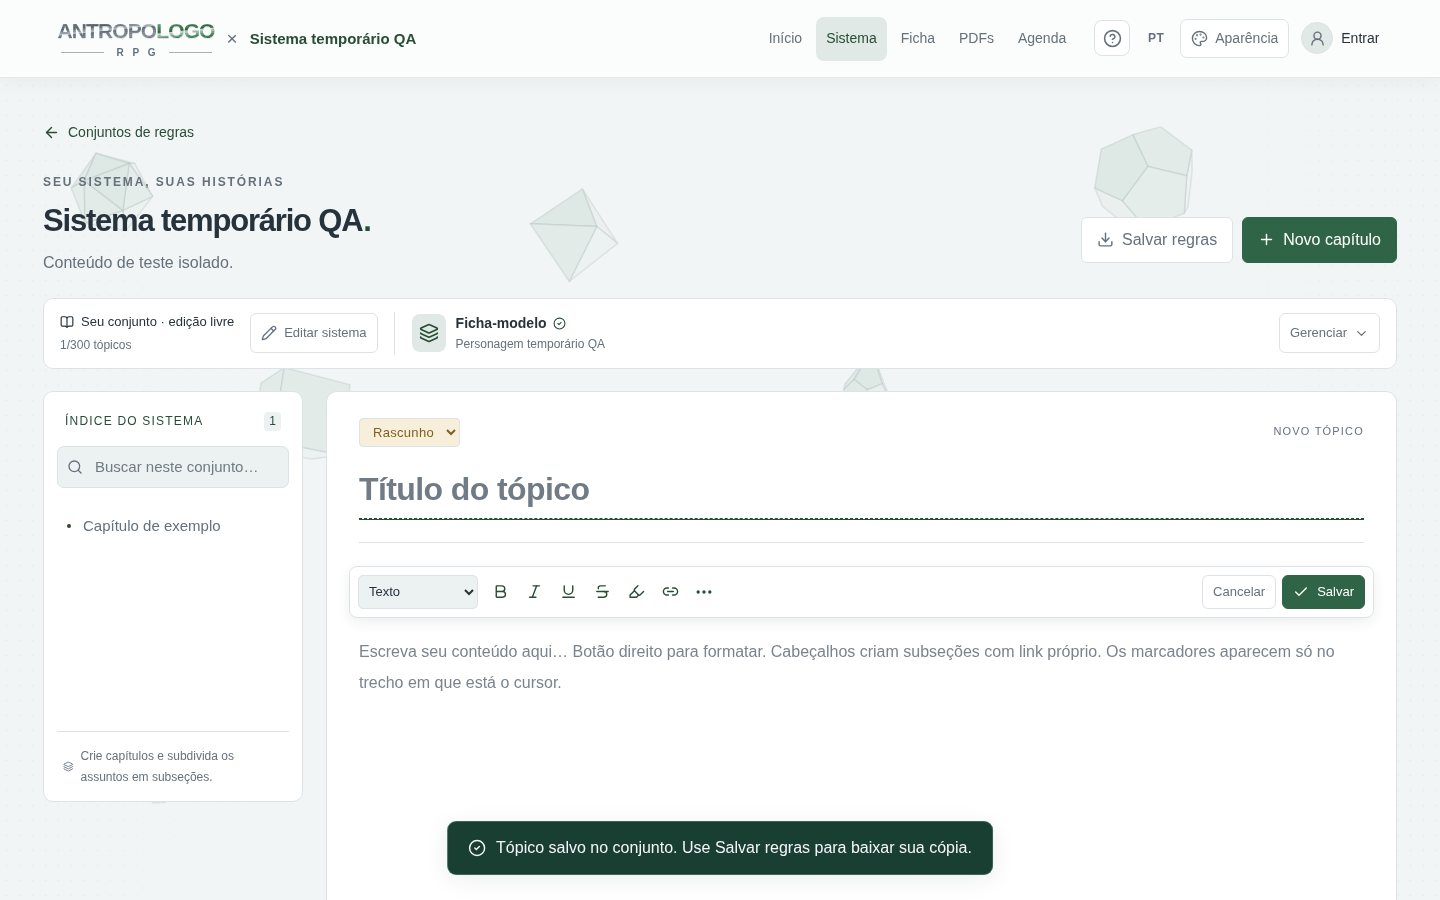 ANTROPOLOGO
RPG
Sistema temporário QA
Início
Sistema
Ficha
PDFs
Agenda
PT
Aparência
Entrar
Conjuntos de regras
SEU SISTEMA, SUAS HISTÓRIAS
Sistema temporário QA.
Conteúdo de teste isolado.
Salvar regras
Novo capítulo
Seu conjunto · edição livre
1/300 tópicos
Editar sistema
Ficha-modelo
Personagem temporário QA
Gerenciar
ÍNDICE DO SISTEMA
1
Buscar neste conjunto…
Capítulo de exemplo
Crie capítulos e subdivida os
assuntos em subseções.
Rascunho
NOVO TÓPICO
Título do tópico
Texto
Cancelar
Salvar
Escreva seu conteúdo aqui… Botão direito para formatar. Cabeçalhos criam subseções com link próprio. Os marcadores aparecem só no
trecho em que está o cursor.
Tópico salvo no conjunto. Use Salvar regras para baixar sua cópia.